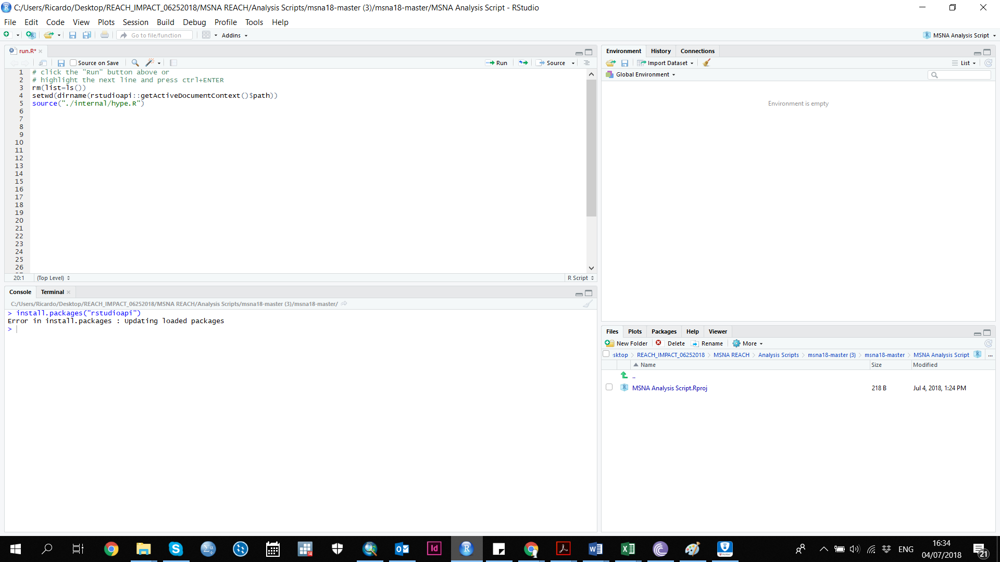 C:/Users/Ricardo/Desktop/REACH_IMPACT_06252018/MSNA REACH/Analysis Scripts/msna18-master (3)/msna18-master/MSNA Analysis Script - RStudio
File Edit Code View Plots Session Build Debug Profile Tools Help
Go to file/function Addins MSNA Analysis Script
run.R*
Source on Save Run Source
1 # click the "Run" button above or
2 # highlight the next line and press ctrl+ENTER
3 rm(list=ls())
4 setwd(dirname(rstudioapi::getActiveDocumentContext()$path))
5 source("./internal/hype.R")
6
7
8
9
10
11
12
13
14
15
16
17
18
19
20
21
22
23
24
25
26
20:1 (Top Level) R Script
Console Terminal
C:/Users/Ricardo/Desktop/REACH_IMPACT_06252018/MSNA REACH/Analysis Scripts/msna18-master (3)/msna18-master/
> install.packages("rstudioapi")
Error in install.packages : Updating loaded packages
>
Environment History Connections
Import Dataset List
Global Environment
Environment is empty
Files Plots Packages Help Viewer
New Folder Delete Rename More
sktop REACH_IMPACT_06252018 MSNA REACH Analysis Scripts msna18-master (3) msna18-master MSNA Analysis Script ...
Name Size Modified
..
MSNA Analysis Script.Rproj 218 B Jul 4, 2018, 1:24 PM
ENG
16:34
04/07/2018
21